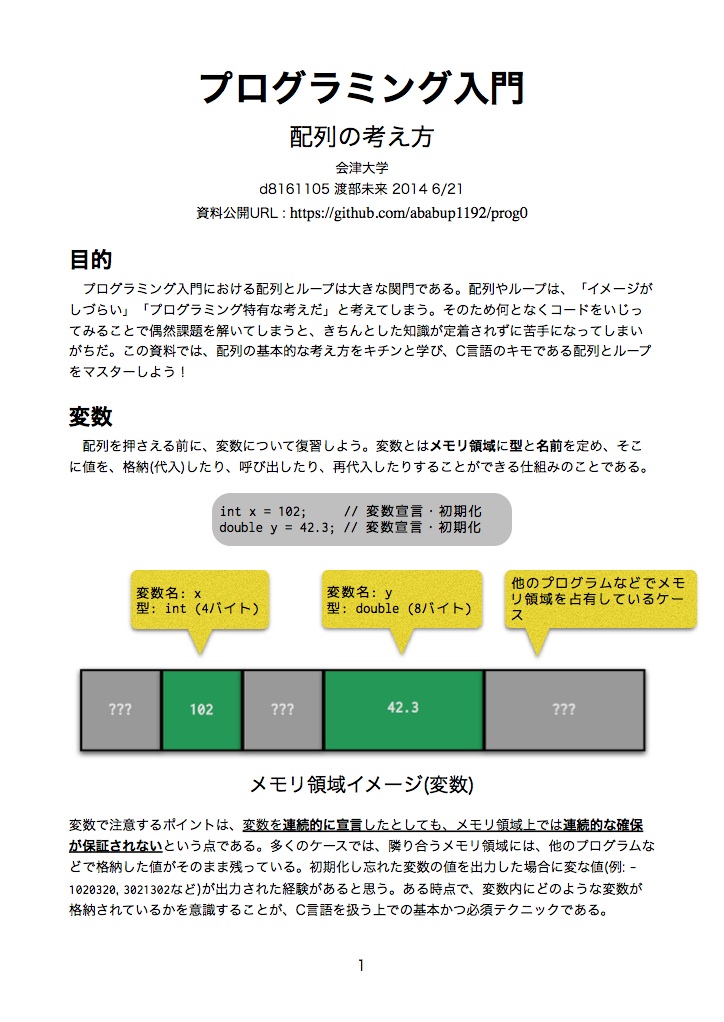 プログラミング入門
配列の考え方
会津大学
d8161105 渡部未来 2014 6/21
資料公開URL : https://github.com/ababup1192/prog0
目的
プログラミング入門における配列とループは大きな関門である。配列やループは、「イメージが
しづらい」「プログラミング特有な考えだ」と考えてしまう。そのため何となくコードをいじっ
てみることで偶然課題を解いてしまうと、きちんとした知識が定着されずに苦手になってしまい
がちだ。この資料では、配列の基本的な考え方をキチンと学び、C言語のキモである配列とループ
をマスターしよう！
変数
配列を押さえる前に、変数について復習しよう。変数とはメモリ領域に型と名前を定め、そこ
に値を、格納(代入)したり、呼び出したり、再代入したりすることができる仕組みのことである。
int x = 102;     // 変数宣言・初期化
double y = 42.3; // 変数宣言・初期化
変数名: x
型: int (4バイト)
変数名: y
型: double (8バイト)
他のプログラムなどでメモ
リ領域を占有しているケー
ス
??? 102 ??? 42.3 ???
メモリ領域イメージ(変数)
変数で注意するポイントは、変数を連続的に宣言したとしても、メモリ領域上では連続的な確保
が保証されないという点である。多くのケースでは、隣り合うメモリ領域には、他のプログラムな
どで格納した値がそのまま残っている。初期化し忘れた変数の値を出力した場合に変な値(例: -
1020320, 3021302など)が出力された経験があると思う。ある時点で、変数内にどのような変数が
格納されているかを意識することが、C言語を扱う上での基本かつ必須テクニックである。
1